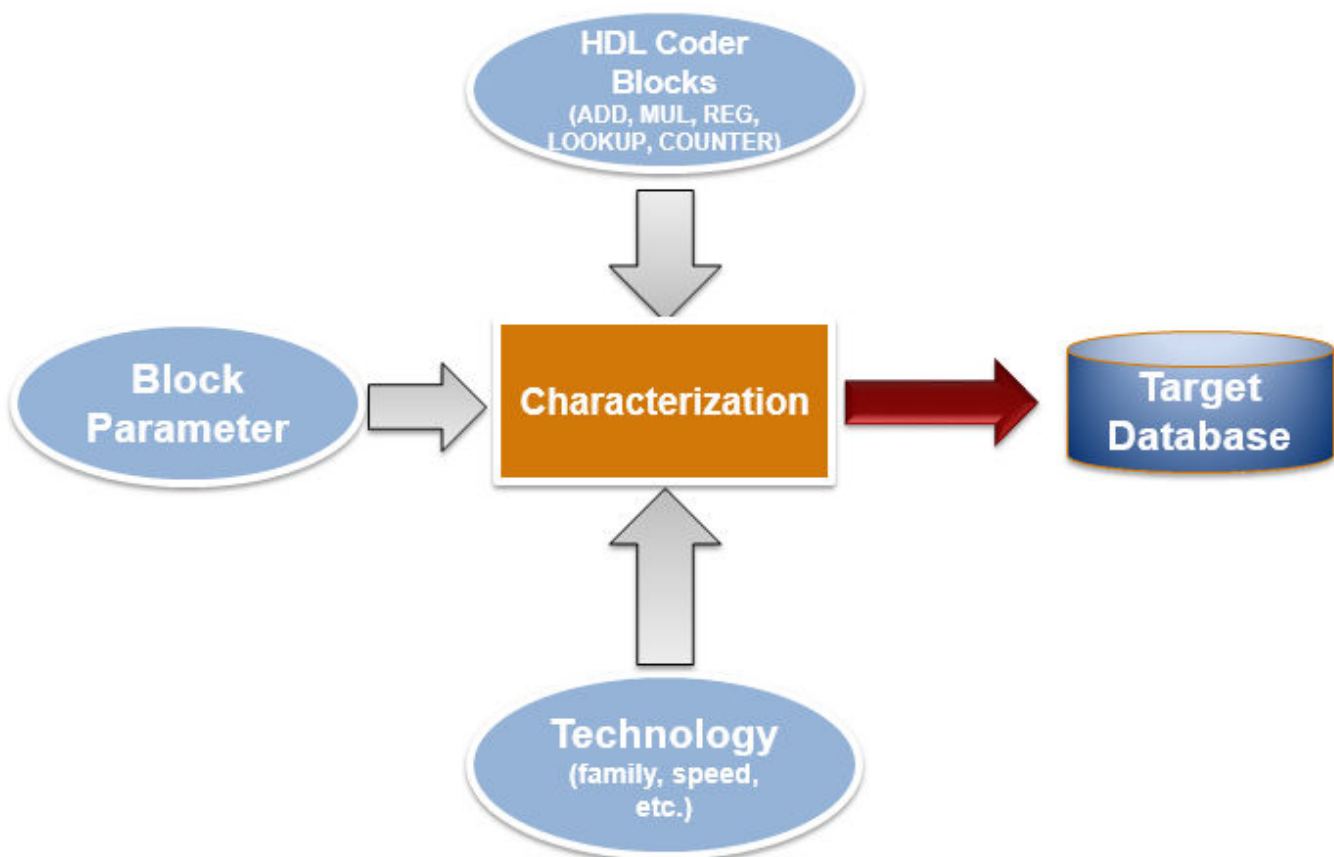 HDL Coder
Blocks
(ADD, MUL, REG,
LOOKUP, COUNTER)
Block
Parameter
Characterization
Target
Database
Technology
(family, speed,
etc.)